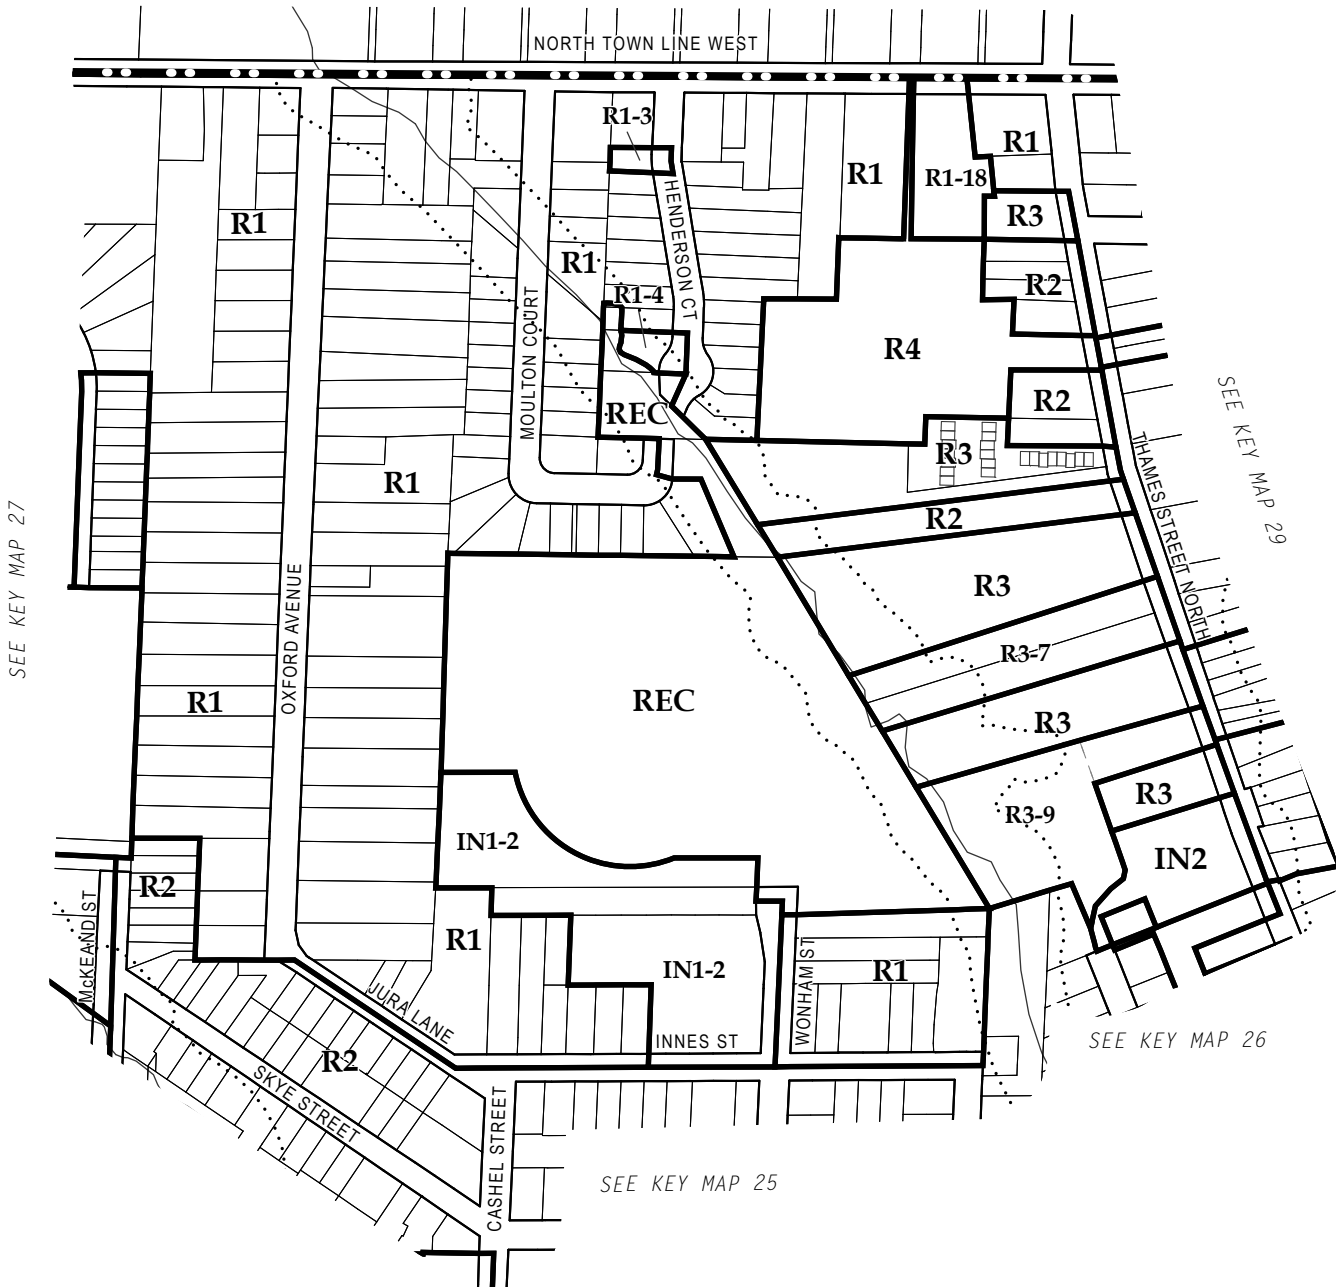 NORTH TOWN LINE WEST
R1-3
R1
R1
R1-18
HENDERSON CT
R3
R1
R1
R2
R1-4
MOULTON COURT
R4
SEE KEY MAP 29
R2
REC
THAMES STREET NORTH
R3
R1
SEE KEY MAP 27
R2
OXFORD AVENUE
R3
R3-7
REC
R1
R3
R3
R3-9
IN1-2
IN2
R2
McKEAND ST
R1
IN1-2
WONHAM ST
R1
JURA LANE
INNES ST
SEE KEY MAP 26
R2
SKYE STREET
CASHEL STREET
SEE KEY MAP 25